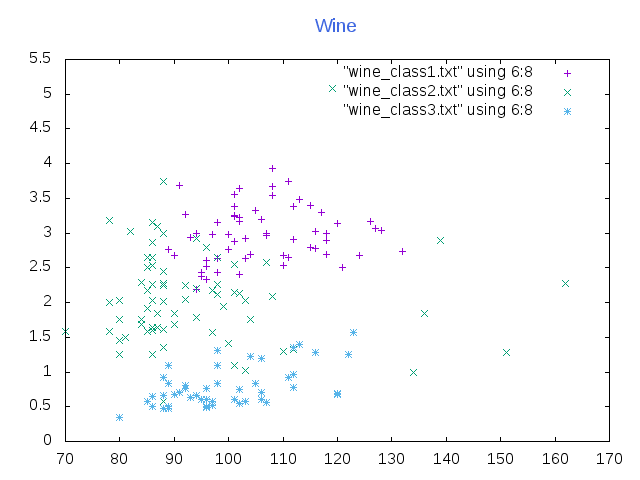 Wine
5.5
5
4.5
4
3.5
3
2.5
2
1.5
1
0.5
0
"wine_class1.txt" using 6:8
"wine_class2.txt" using 6:8
"wine_class3.txt" using 6:8
70 80 90 100 110 120 130 140 150 160 170